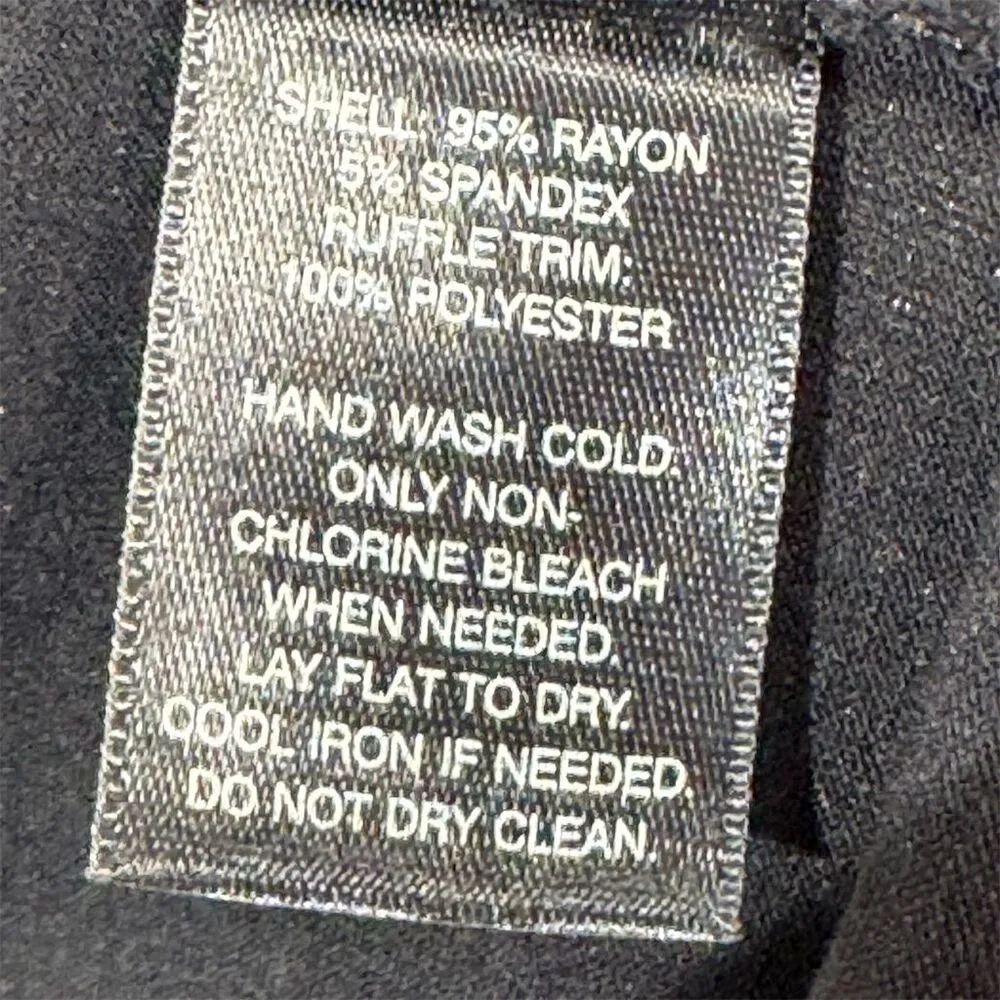 SHELL: 95% RAYON
5% SPANDEX
RUFFLE TRIM:
100% POLYESTER
HAND WASH COLD.
ONLY NON-
CHLORINE BLEACH
WHEN NEEDED.
LAY FLAT TO DRY.
COOL IRON IF NEEDED.
DO NOT DRY CLEAN.